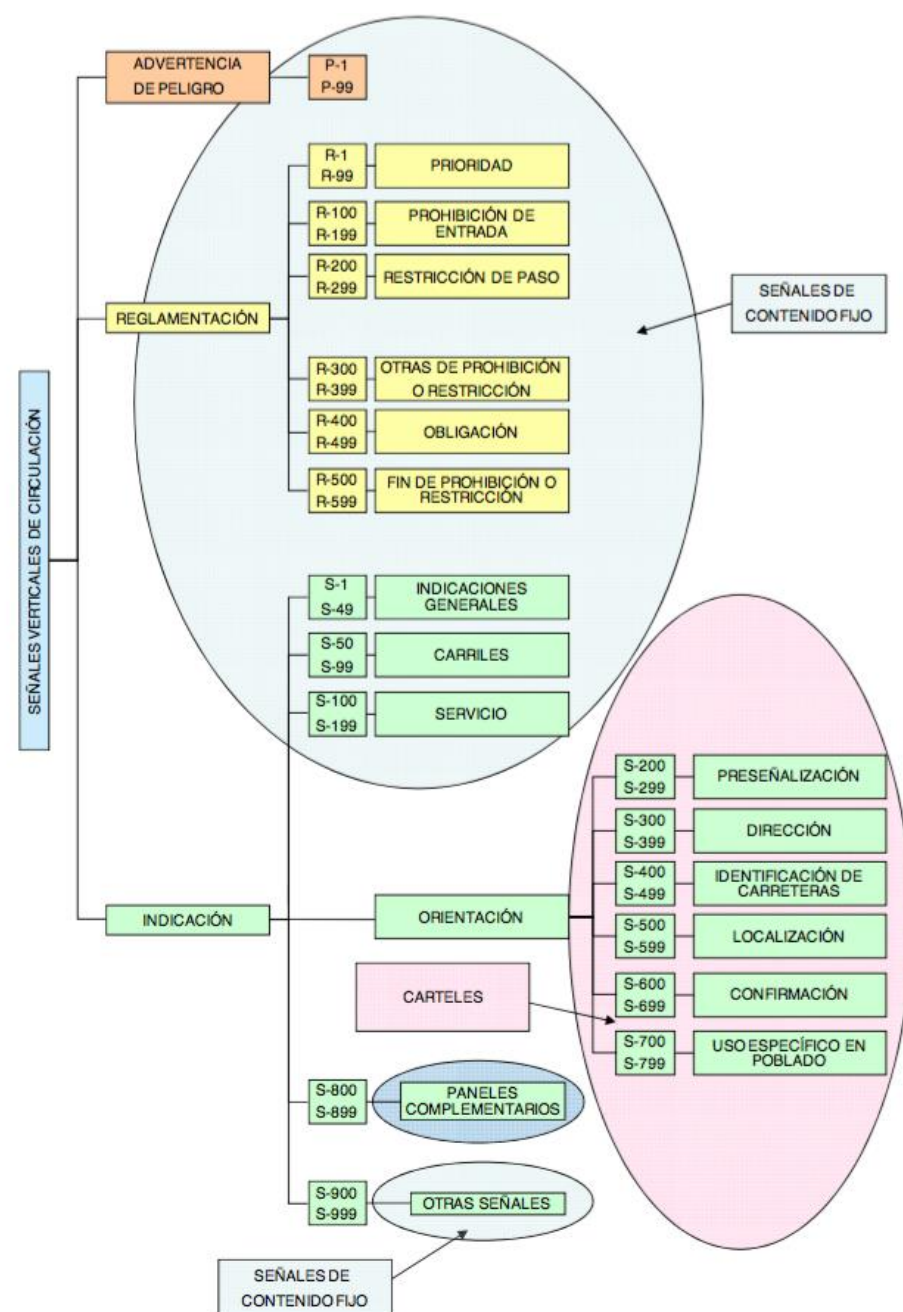 ADVERTENCIA
DE PELIGRO
P-1
P-99
R-1
R-99
PRIORIDAD
R-100
R-199
PROHIBICIÓN DE
ENTRADA
R-200
R-299
RESTRICCIÓN DE PASO
SEÑALES DE
CONTENIDO FIJO
REGLAMENTACIÓN
R-300
R-399
OTRAS DE PROHIBICIÓN
O RESTRICCIÓN
R-400
R-499
OBLIGACIÓN
R-500
R-599
FIN DE PROHIBICIÓN O
RESTRICCIÓN
SEÑALES VERTICALES DE CIRCULACIÓN
S-1
S-49
INDICACIONES
GENERALES
S-50
S-99
CARRILES
S-100
S-199
SERVICIO
S-200
S-299
PRESEÑALIZACIÓN
S-300
S-399
DIRECCIÓN
S-400
S-499
IDENTIFICACIÓN DE
CARRETERAS
INDICACIÓN
ORIENTACIÓN
S-500
S-599
LOCALIZACIÓN
CARTELES
S-600
S-699
CONFIRMACIÓN
S-700
S-799
USO ESPECÍFICO EN
POBLADO
S-800
S-899
PANELES
COMPLEMENTARIOS
S-900
S-999
OTRAS SEÑALES
SEÑALES DE
CONTENIDO FIJO